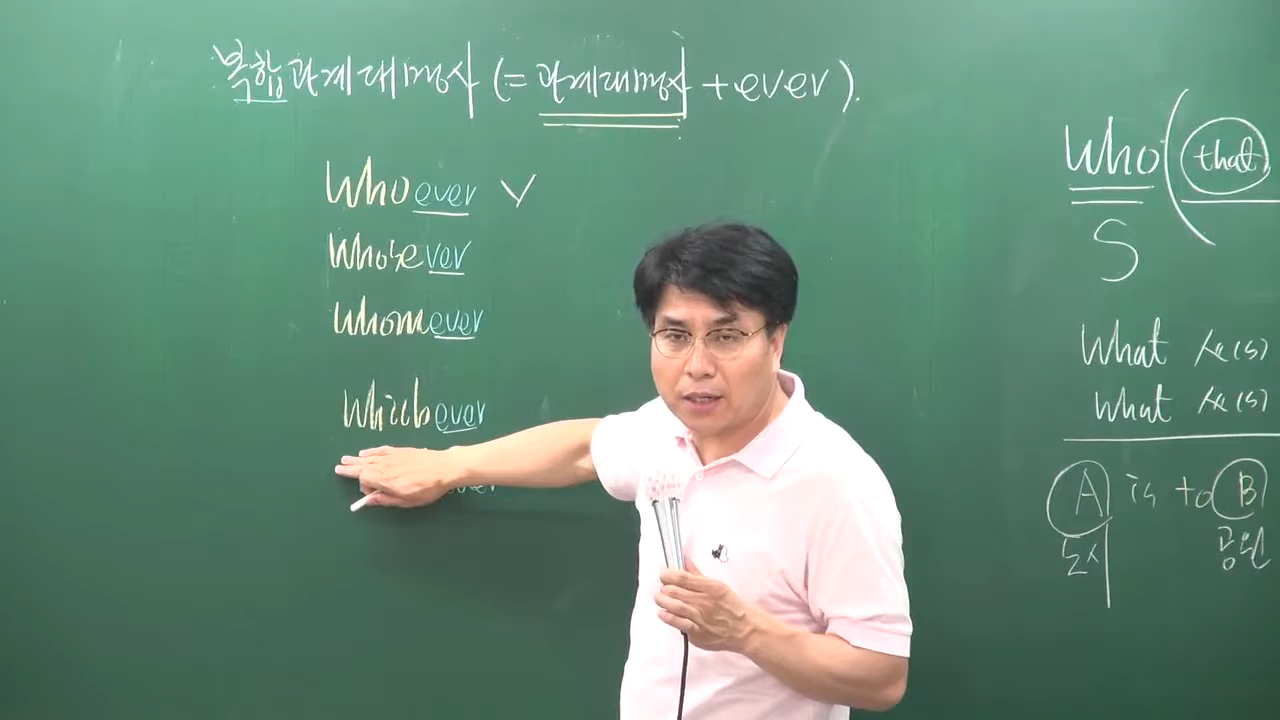 복합관계대명사 (= 관계대명사 + ever).
Whoever ✓
Whosever
Whomever
Whichever
Who (that,
S
What
What
A is to B
도시 공원